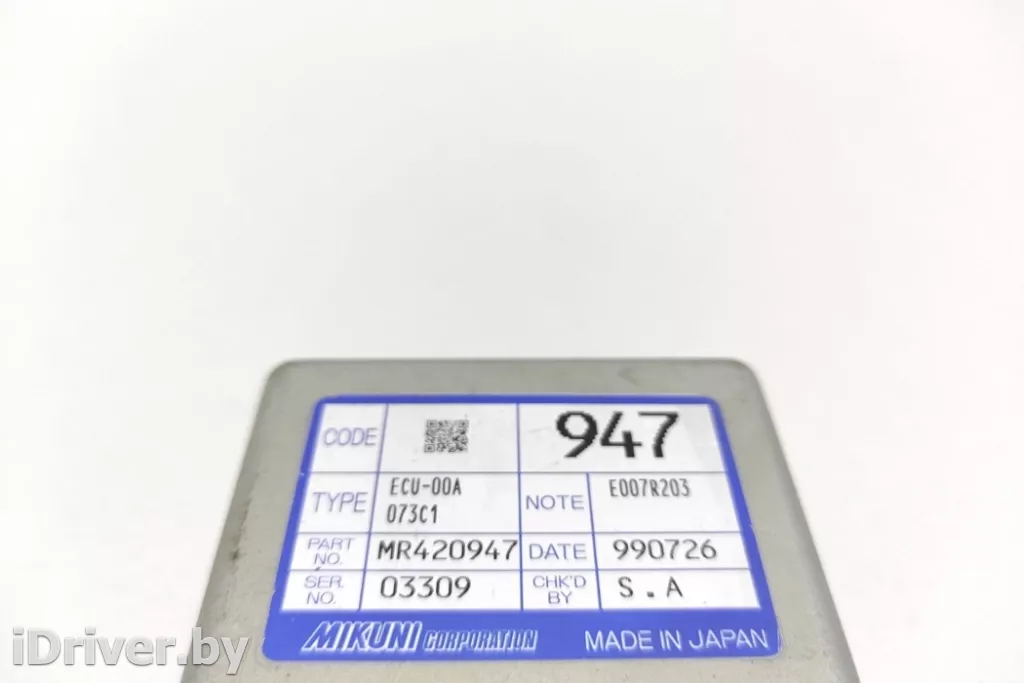 CODE 947
TYPE ECU-00A 073C1 NOTE E007R203
PART NO. MR420947 DATE 990726
SER. NO. 03309 CHK'D BY S.A
MIKUNI CORPORATION MADE IN JAPAN
iDriver.by